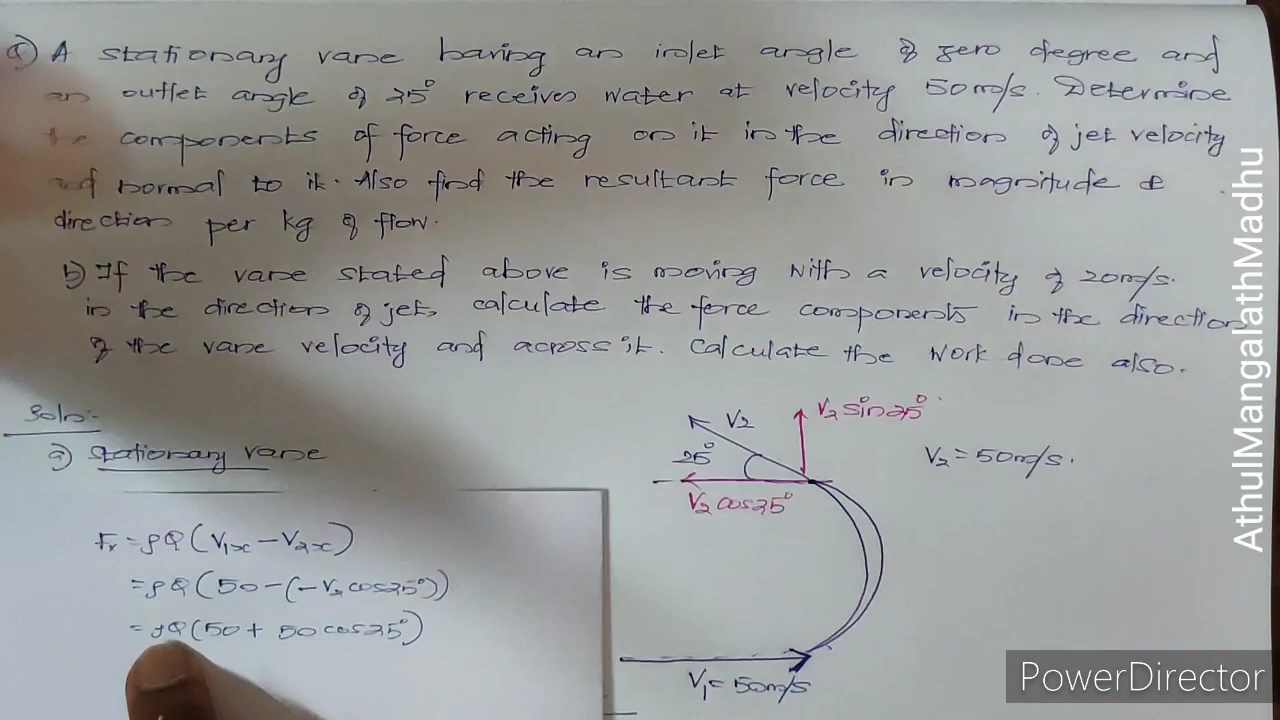 a) A stationary vane having an inlet angle of zero degree and
an outlet angle of 25° receives water at velocity 50m/s. Determine
the components of force acting on it in the direction of jet velocity
and normal to it. Also find the resultant force in magnitude &
direction per kg of flow.
b) If the vane stated above is moving with a velocity of 20m/s.
in the direction of jet, calculate the force components in the direction
of the vane velocity and across it. Calculate the work done also.
Soln:-
a) Stationary vane
Fx = ρQ(V1x - V2x)
= ρQ(50 - (-V2 cos25°))
= ρQ(50 + 50 cos25°)
V2
V2 sin25°
25°
V2 cos25°
V2 = 50m/s.
V1 = 50m/s
AthulMangalathMadhu
PowerDirector